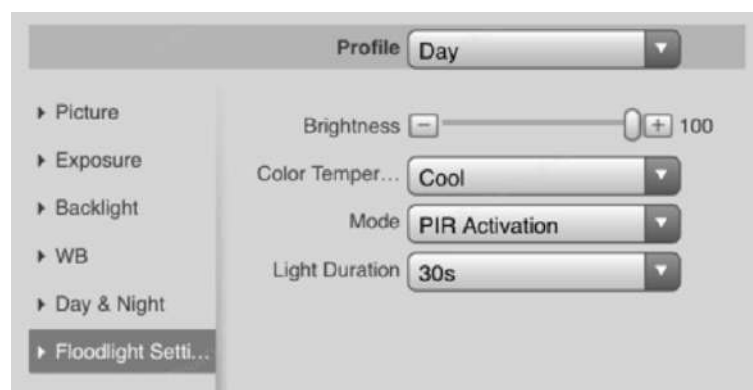 Profile Day
Picture
Brightness 100
Exposure
Color Temper... Cool
Backlight
Mode PIR Activation
WB
Light Duration 30s
Day & Night
Floodlight Setti...